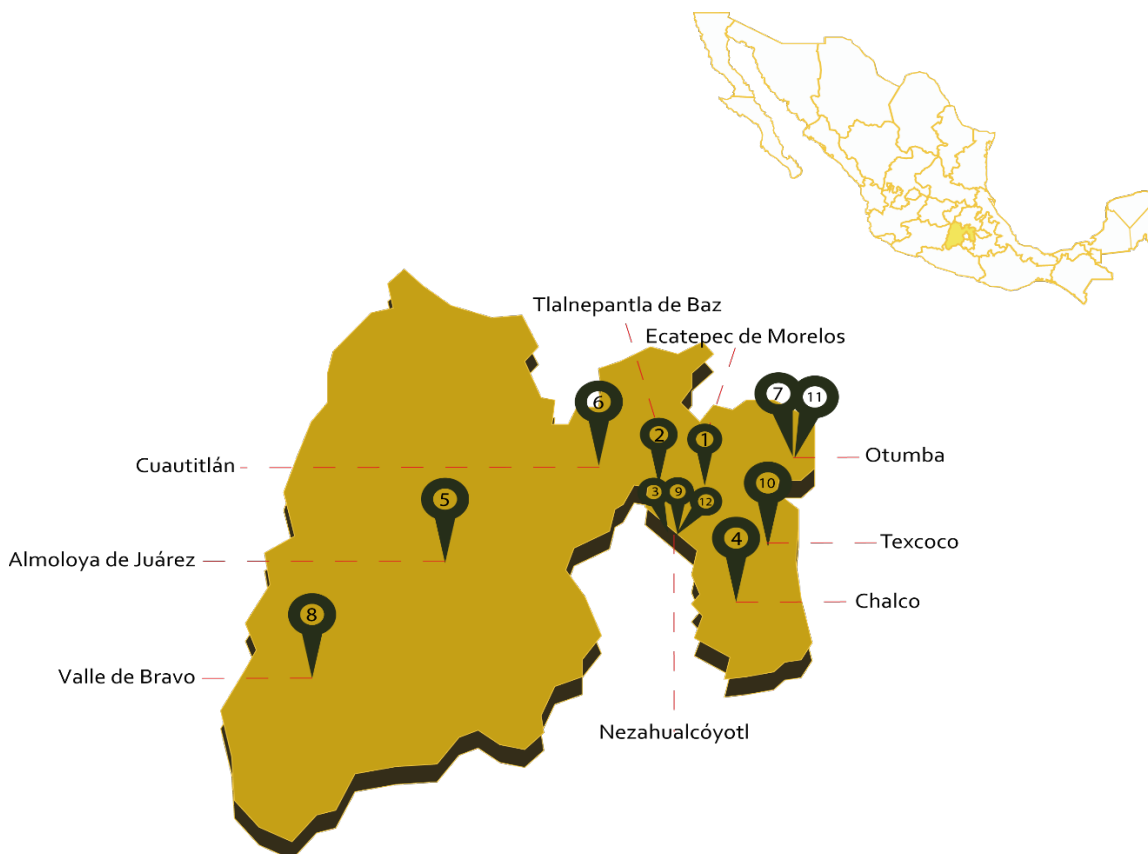 Tlalnepantla de Baz
Ecatepec de Morelos
7
11
6
2
1
Cuautitlán
Otumba
10
3
9
12
5
4
Texcoco
Almoloya de Juárez
Chalco
8
Valle de Bravo
Nezahualcóyotl